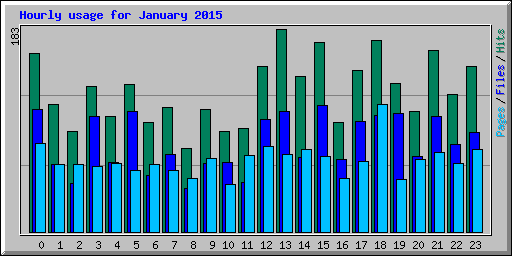 Hourly usage for January 2015
183
Pages / Files / Hits
0 1 2 3 4 5 6 7 8 9 10 11 12 13 14 15 16 17 18 19 20 21 22 23